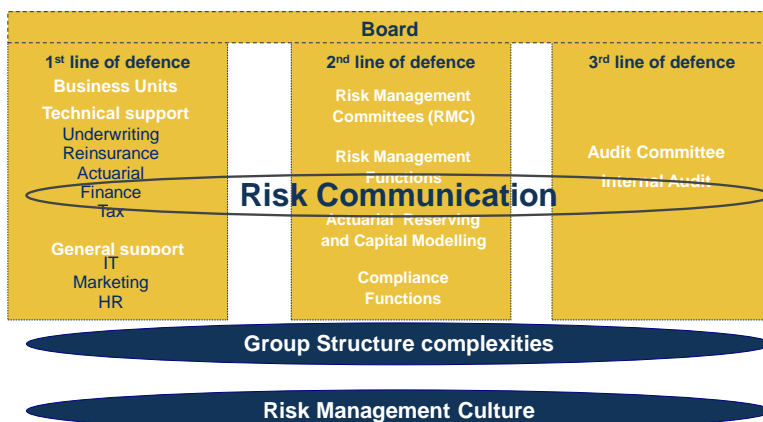 Board
1st line of defence
Business Units
Technical support
Underwriting
Reinsurance
Actuarial
Finance
Tax
General support
IT
Marketing
HR
2nd line of defence
Risk Management
Committees (RMC)
Risk Management
Functions
Actuarial Reserving
and Capital Modelling
Compliance
Functions
3rd line of defence
Audit Committee
Internal Audit
Risk Communication
Group Structure complexities
Risk Management Culture